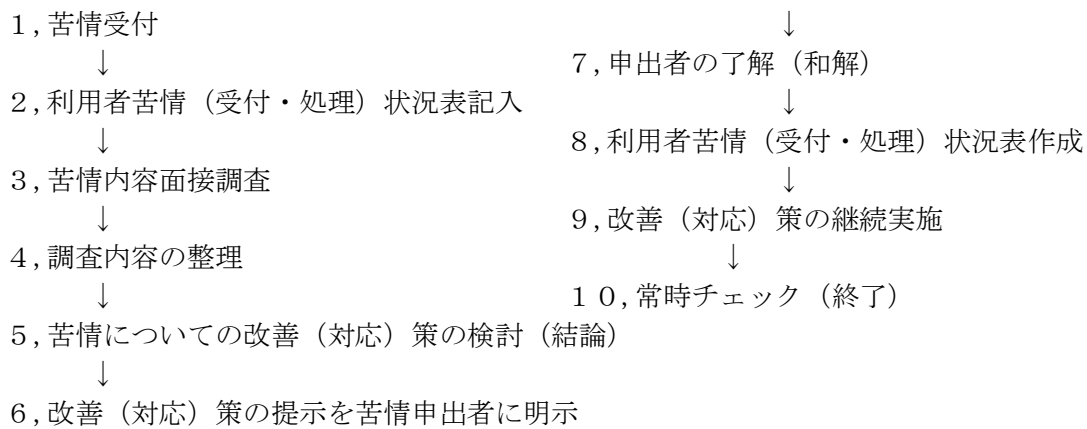 １,苦情受付
↓
２,利用者苦情（受付・処理）状況表記入
↓
３,苦情内容面接調査
↓
４,調査内容の整理
↓
５,苦情についての改善（対応）策の検討（結論）
↓
６,改善（対応）策の提示を苦情申出者に明示
↓
７,申出者の了解（和解）
↓
８,利用者苦情（受付・処理）状況表作成
↓
９,改善（対応）策の継続実施
↓
１０,常時チェック（終了）